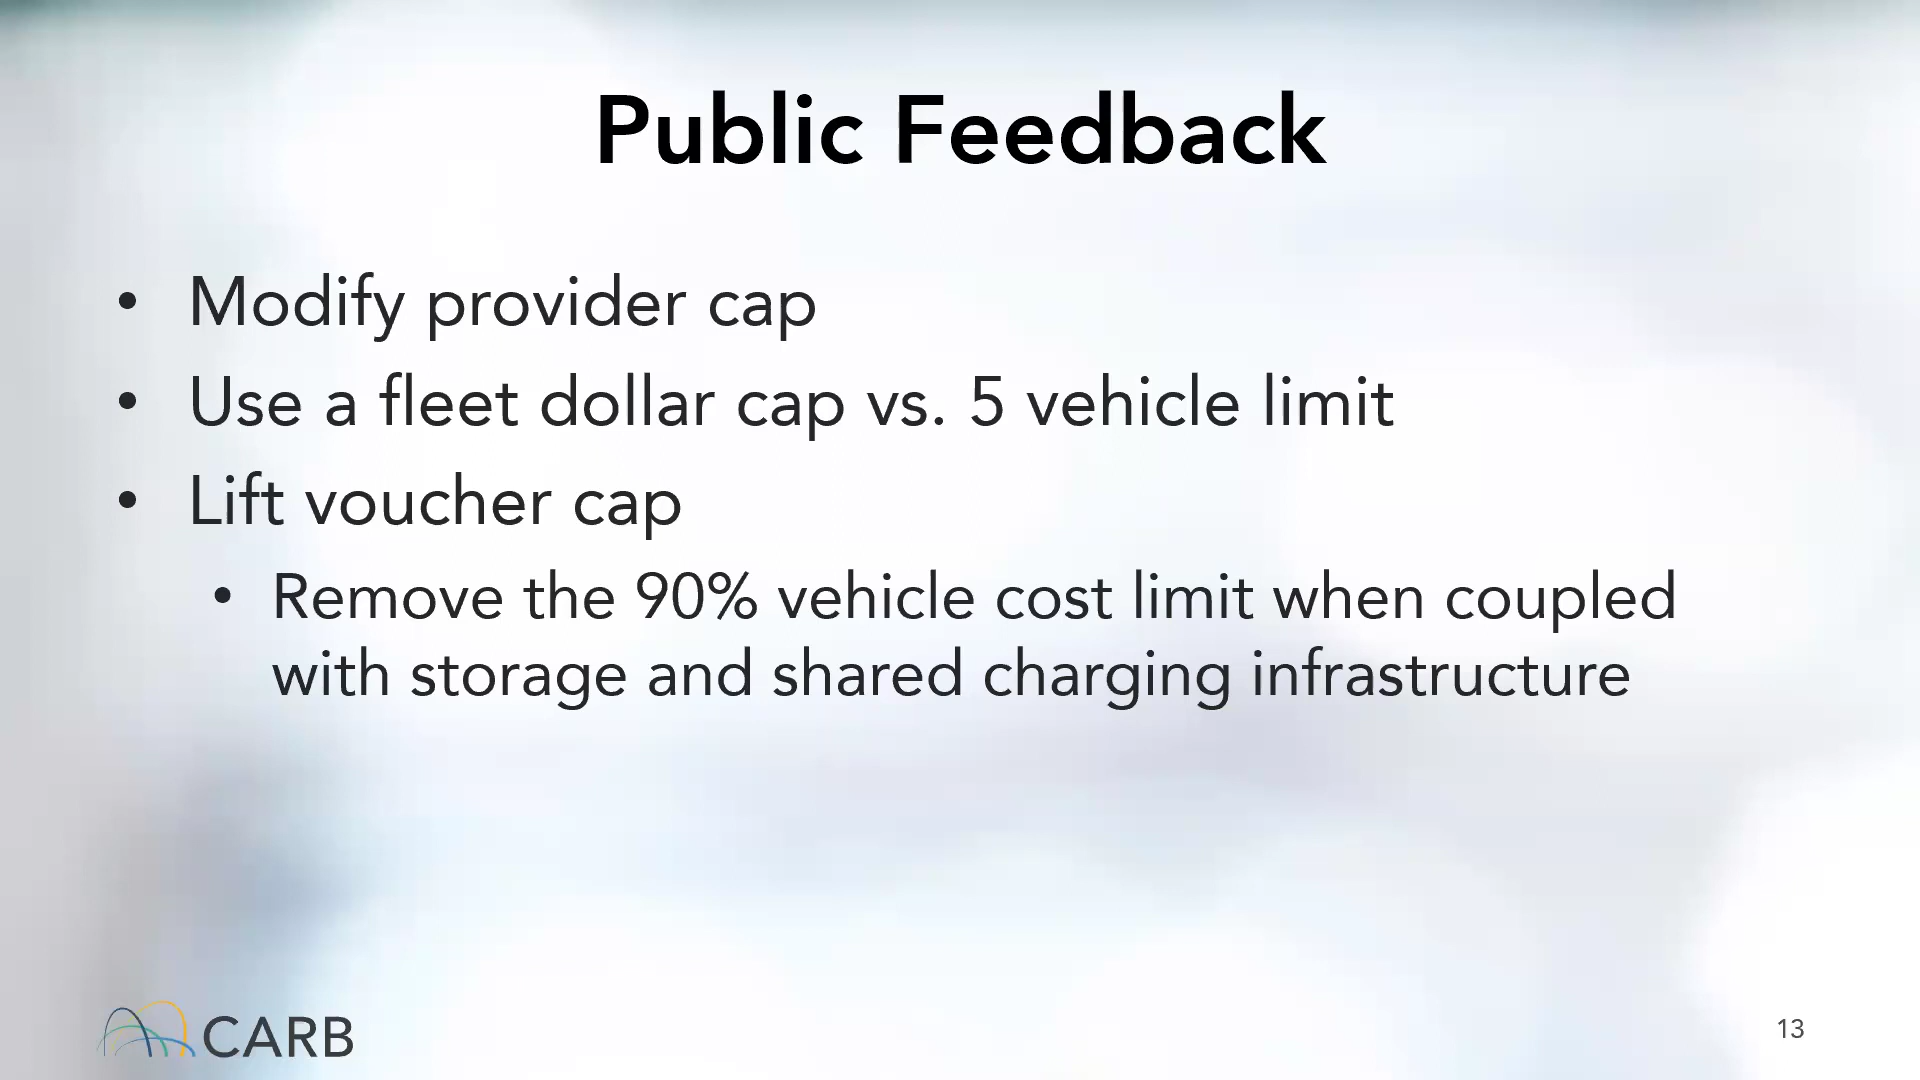 Public Feedback
• Modify provider cap
• Use a fleet dollar cap vs. 5 vehicle limit
• Lift voucher cap
• Remove the 90% vehicle cost limit when coupled
with storage and shared charging infrastructure
CARB
13